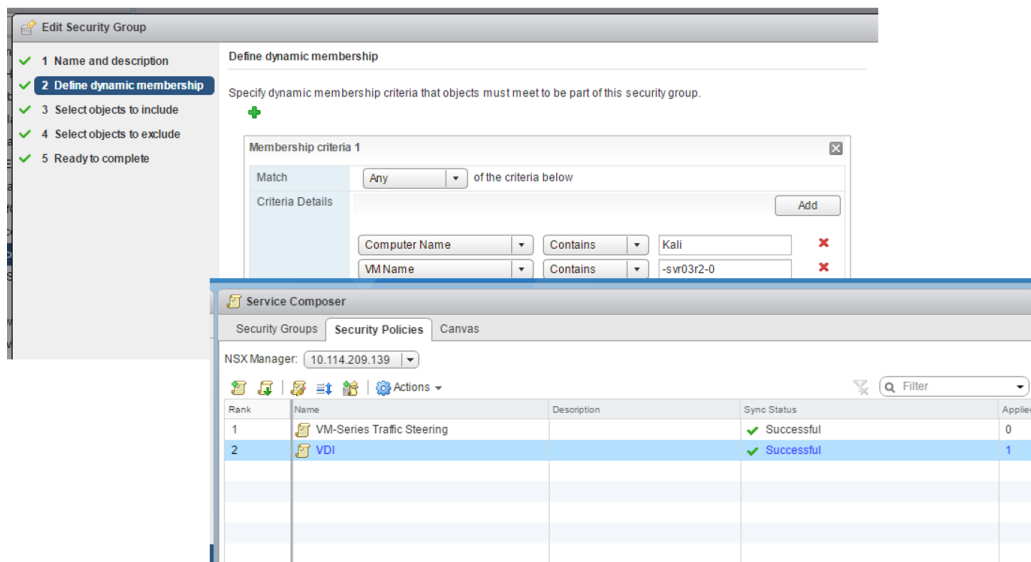 Edit Security Group
1 Name and description
2 Define dynamic membership
3 Select objects to include
4 Select objects to exclude
5 Ready to complete
Define dynamic membership
Specify dynamic membership criteria that objects must meet to be part of this security group.
Membership criteria 1
Match Any of the criteria below
Criteria Details Add
Computer Name Contains Kali
VM Name Contains -svr03r2-0
Service Composer
Security Groups Security Policies Canvas
NSX Manager: 10.114.209.139
Actions Filter
Rank Name Description Sync Status Applie
1 VM-Series Traffic Steering Successful 0
2 VDI Successful 1